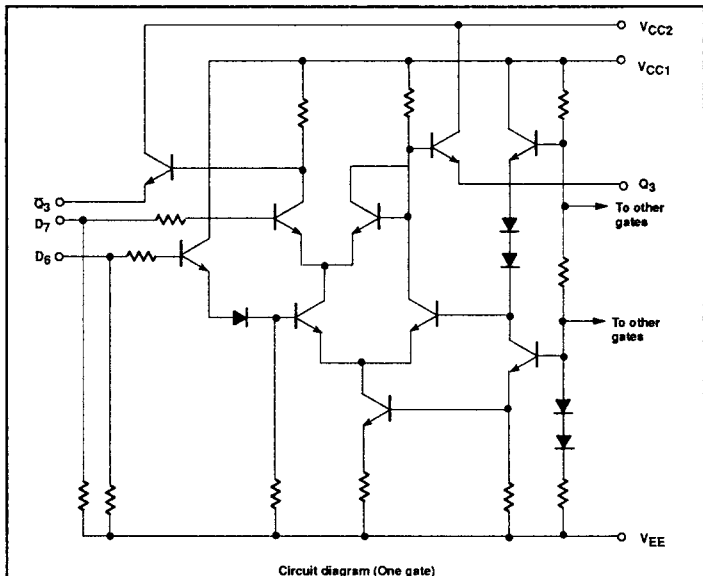 VCC2
VCC1
Q̅3
Q3
D7
To other
gates
D6
To other
gates
VEE
Circuit diagram (One gate)